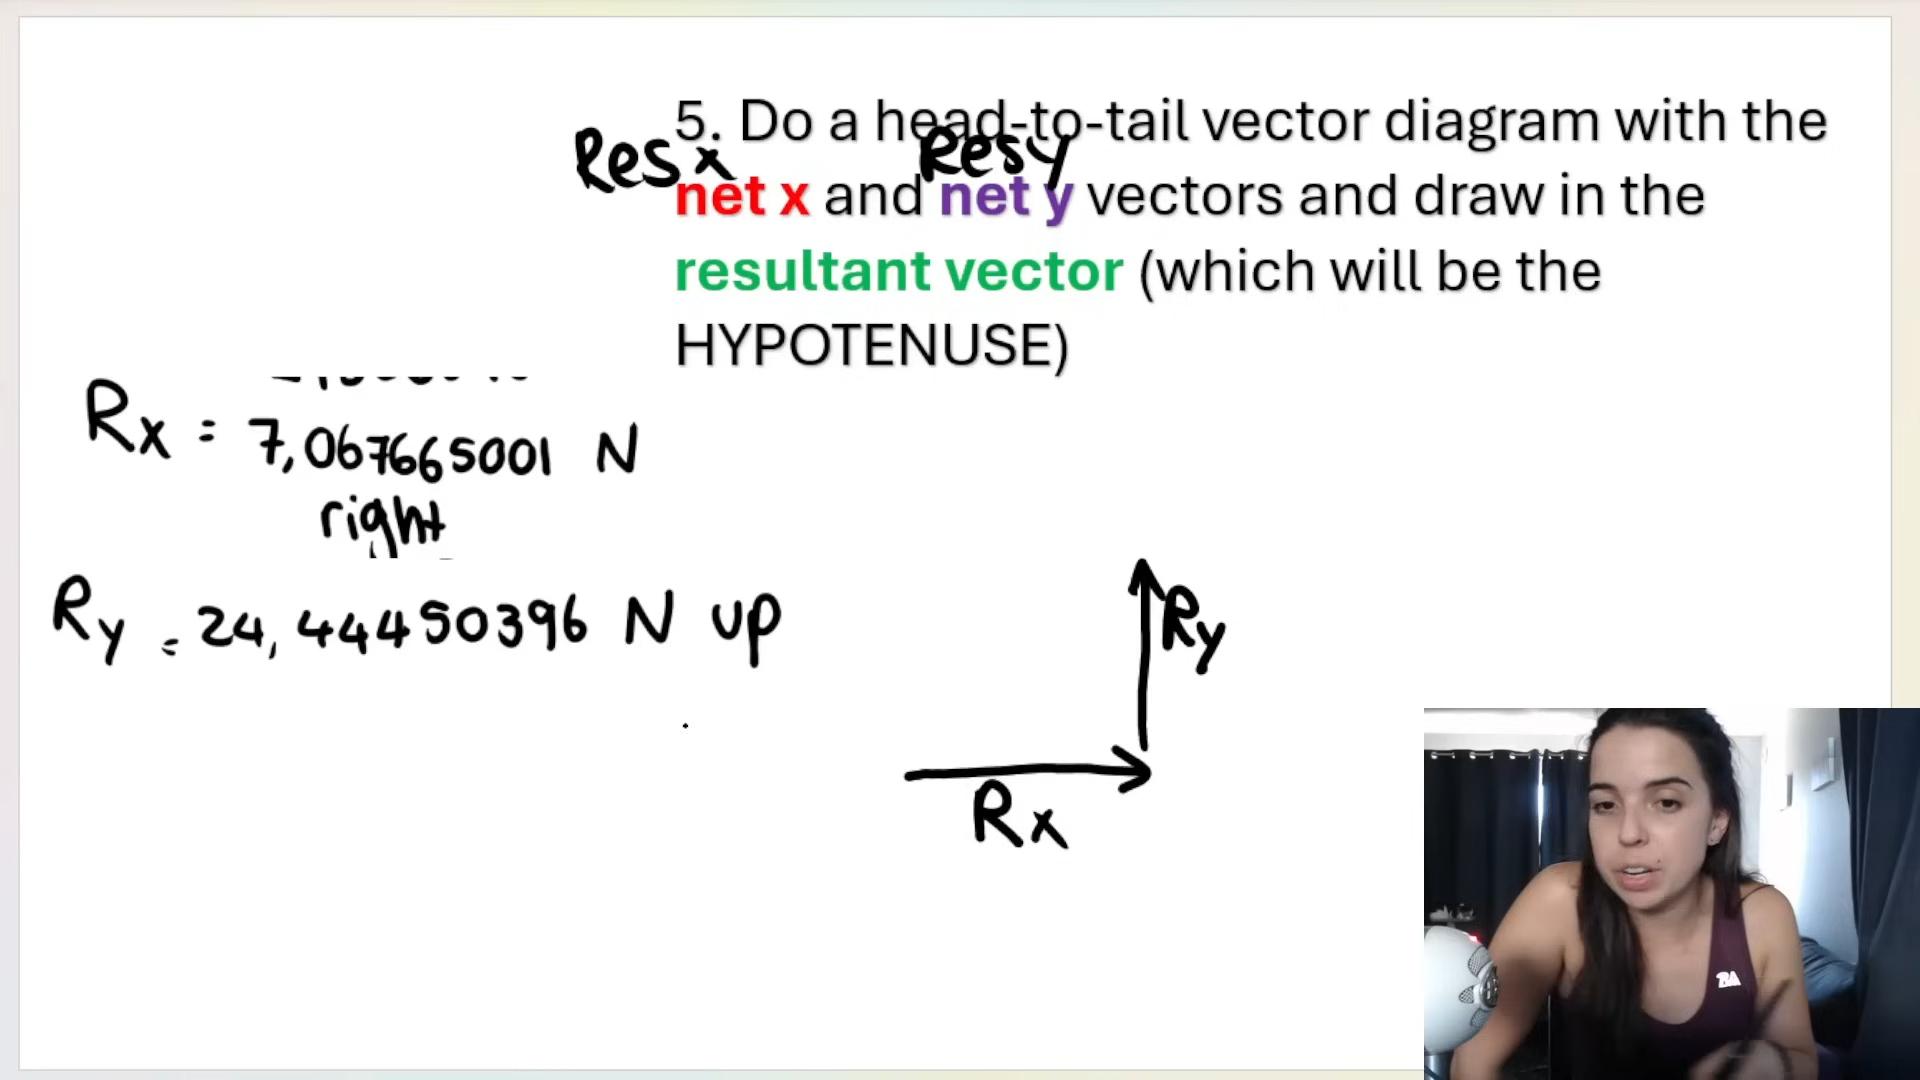 5. Do a head-to-tail vector diagram with the
Res x Resy
net x and net y vectors and draw in the
resultant vector (which will be the
HYPOTENUSE)
Rx = 7,067665001 N
right
Ry = 24,44450396 N up
Ry
Rx